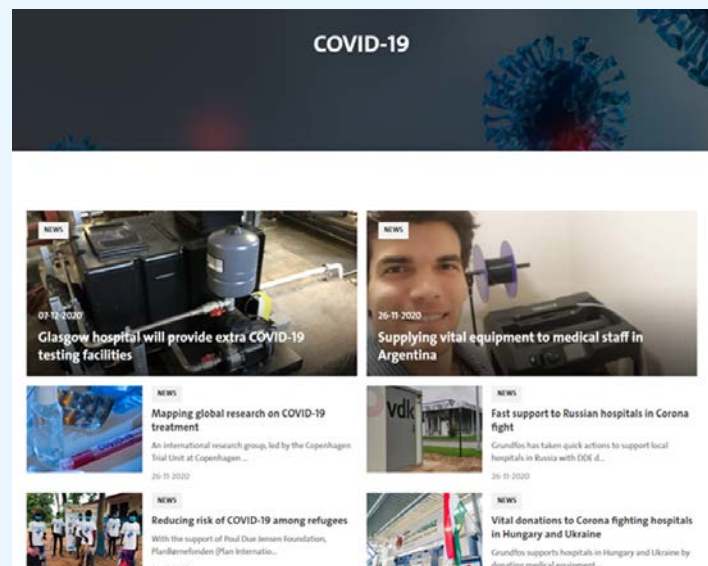 COVID-19
NEWS
07-12-2020
Glasgow hospital will provide extra COVID-19
testing facilities
NEWS
26-11-2020
Supplying vital equipment to medical staff in
Argentina
NEWS
Mapping global research on COVID-19
treatment
An international research group, led by the Copenhagen
Trial Unit at Copenhagen ...
26-11-2020
vdk
NEWS
Fast support to Russian hospitals in Corona
fight
Grundfos has taken quick actions to support local
hospitals in Russia with DDE d...
26-11-2020
NEWS
Reducing risk of COVID-19 among refugees
With the support of Poul Due Jensen Foundation,
PlanBørnefonden (Plan Internatio...
NEWS
Vital donations to Corona fighting hospitals
in Hungary and Ukraine
Grundfos supports hospitals in Hungary and Ukraine by
donating medical equipment